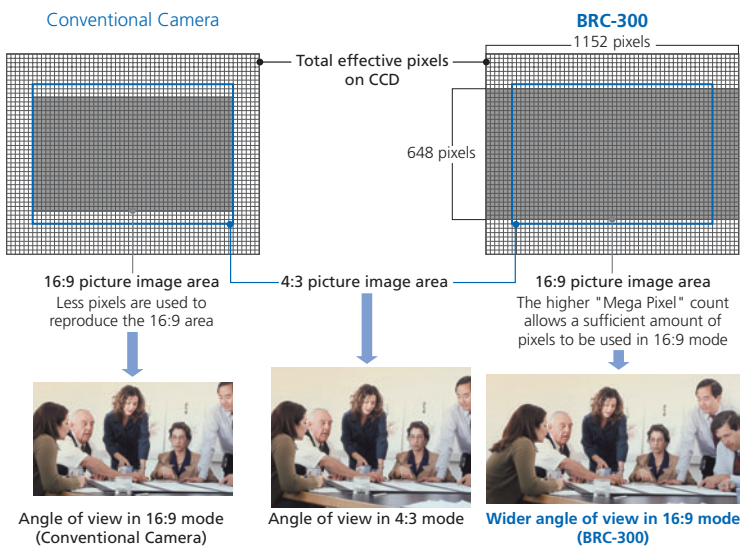 Conventional Camera
BRC-300
1152 pixels
Total effective pixels
on CCD
648 pixels
16:9 picture image area
Less pixels are used to
reproduce the 16:9 area
4:3 picture image area
16:9 picture image area
The higher "Mega Pixel" count
allows a sufficient amount of
pixels to be used in 16:9 mode
Angle of view in 16:9 mode
(Conventional Camera)
Angle of view in 4:3 mode
Wider angle of view in 16:9 mode
(BRC-300)